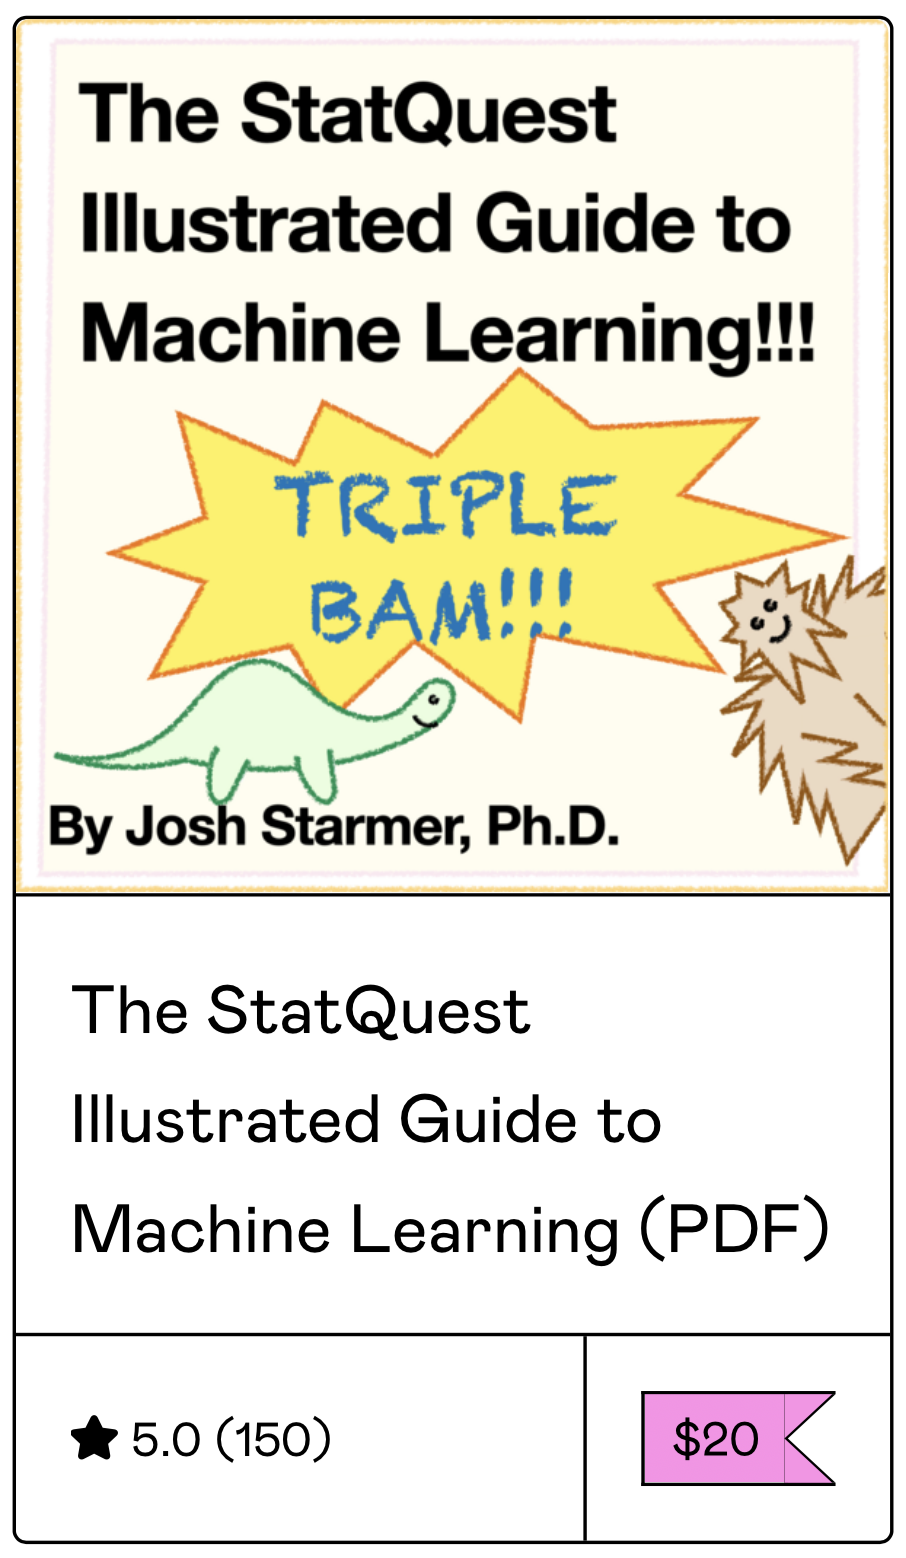 The StatQuest
Illustrated Guide to
Machine Learning!!!
TRIPLE
BAM!!!
By Josh Starmer, Ph.D.
The StatQuest
Illustrated Guide to
Machine Learning (PDF)
5.0 (150)
$20